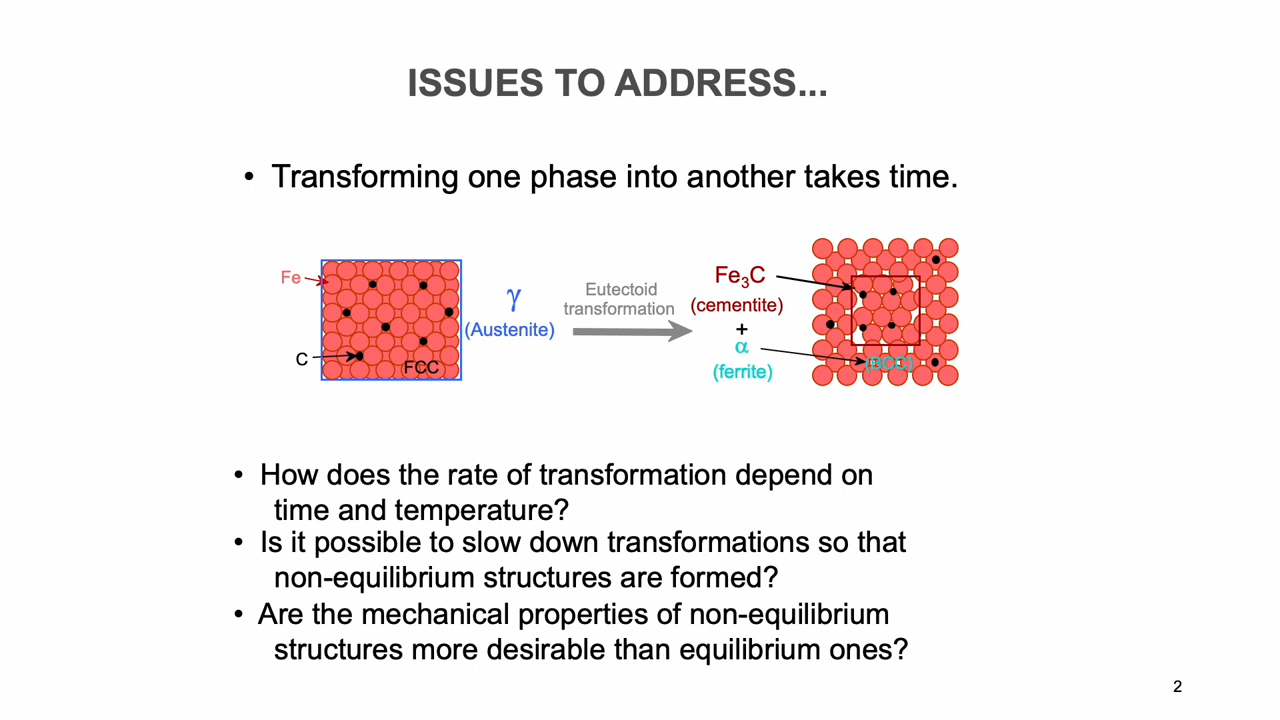 ISSUES TO ADDRESS...
• Transforming one phase into another takes time.
Fe
C
FCC
γ
(Austenite)
Eutectoid
transformation
Fe₃C
(cementite)
+
α
(ferrite)
(BCC)
• How does the rate of transformation depend on
time and temperature?
• Is it possible to slow down transformations so that
non-equilibrium structures are formed?
• Are the mechanical properties of non-equilibrium
structures more desirable than equilibrium ones?
2